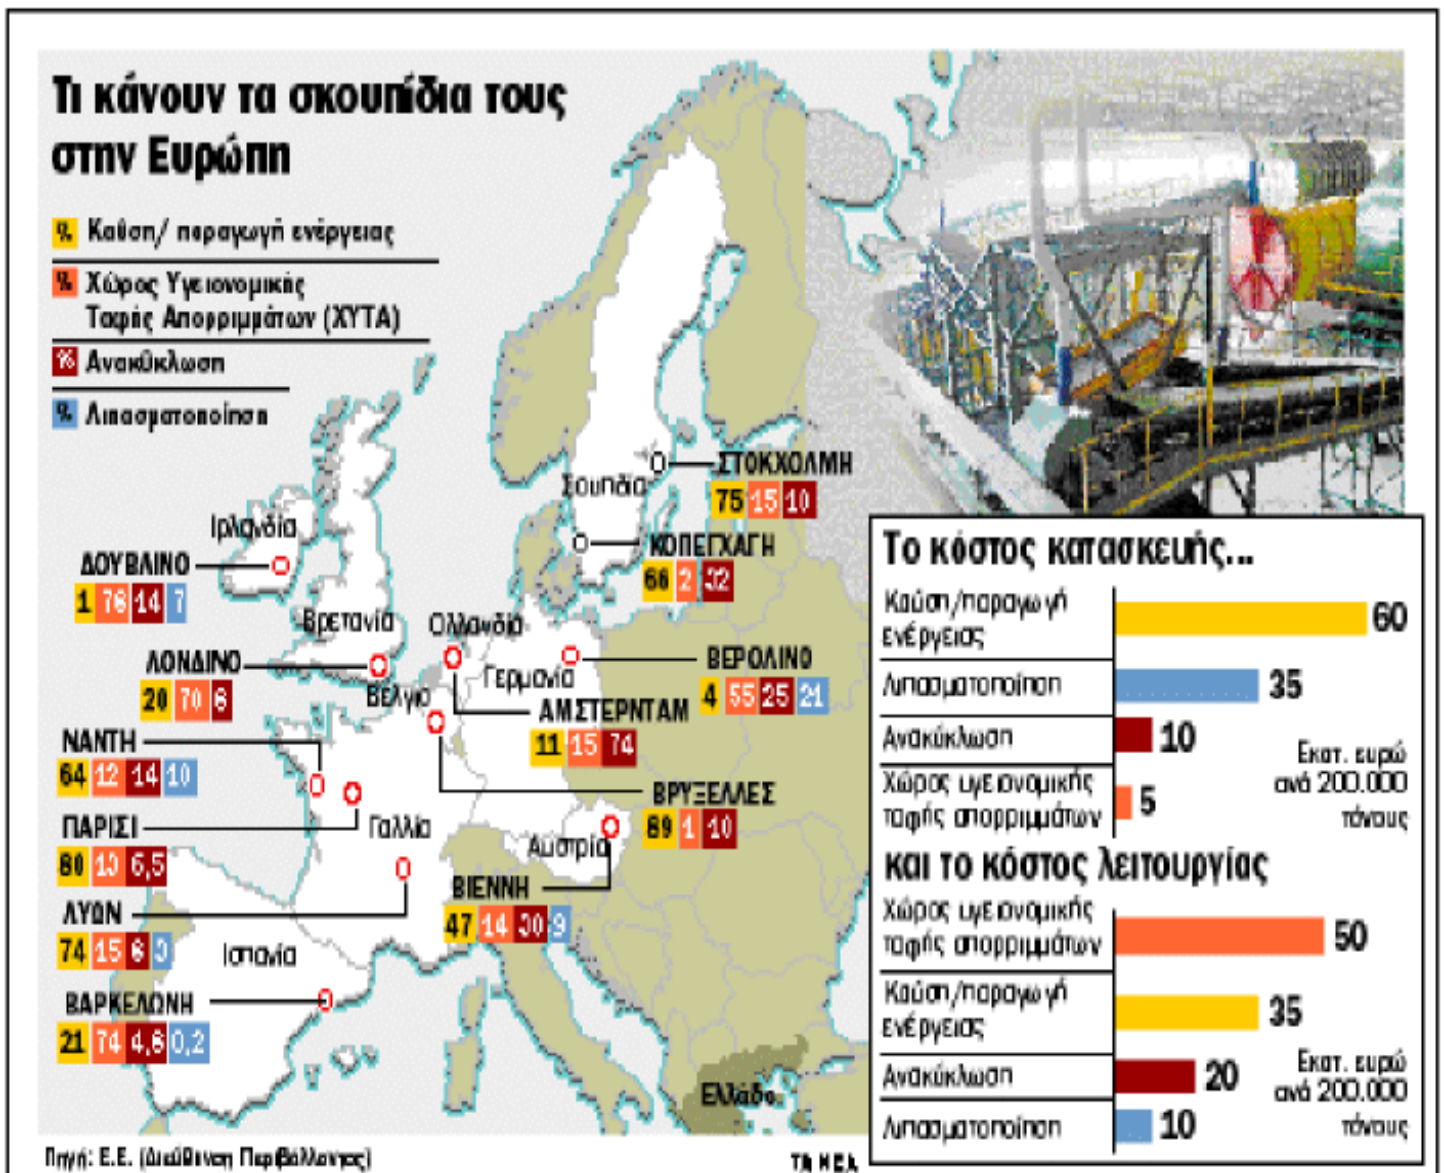 Τι κάνουν τα σκουπίδια τους
στην Ευρώπη
% Καύση/ παραγωγή ενέργειας
% Χώρος Υγειονομικής
Ταφής Απορριμμάτων (ΧΥΤΑ)
% Ανακύκλωση
% Λιπασματοποίηση
ΣΤΟΚΧΟΛΜΗ
75 15 10
Σουηδία
ΚΟΠΕΓΧΑΓΗ
66 2 32
Ιρλανδία
ΔΟΥΒΛΙΝΟ
1 78 14 7
Βρετανία
Ολλανδία
ΛΟΝΔΙΝΟ
20 70
ΒΕΡΟΛΙΝΟ
4 55 25 21
Γερμανία
Βέλγιο
ΑΜΣΤΕΡΝΤΑΜ
11 15 74
ΝΑΝΤΗ
64 12 14 10
ΒΡΥΞΕΛΛΕΣ
89 1 10
ΠΑΡΙΣΙ
80 13 6,5
Γαλλία
Αυστρία
ΒΙΕΝΝΗ
47 14 30 9
ΛΥΩΝ
74 15
Ισπανία
ΒΑΡΚΕΛΩΝΗ
21 74 0,2
Ελλάδα
Πηγή: Ε.Ε. (Διεύθυνση Περιβάλλοντος)
ΤΑ ΝΕΑ
Το κόστος κατασκευής...
Καύση/παραγωγή
ενέργειας
60
Λιπασματοποίηση 35
Ανακύκλωση 10
Χώρος υγειονομικής
ταφής απορριμμάτων
5
Εκατ. ευρώ
ανά 200.000
τόνους
και το κόστος λειτουργίας
Χώρος υγειονομικής
ταφής απορριμμάτων
50
Καύση/παραγωγή
ενέργειας
35
Ανακύκλωση 20
Λιπασματοποίηση 10
Εκατ. ευρώ
ανά 200.000
τόνους